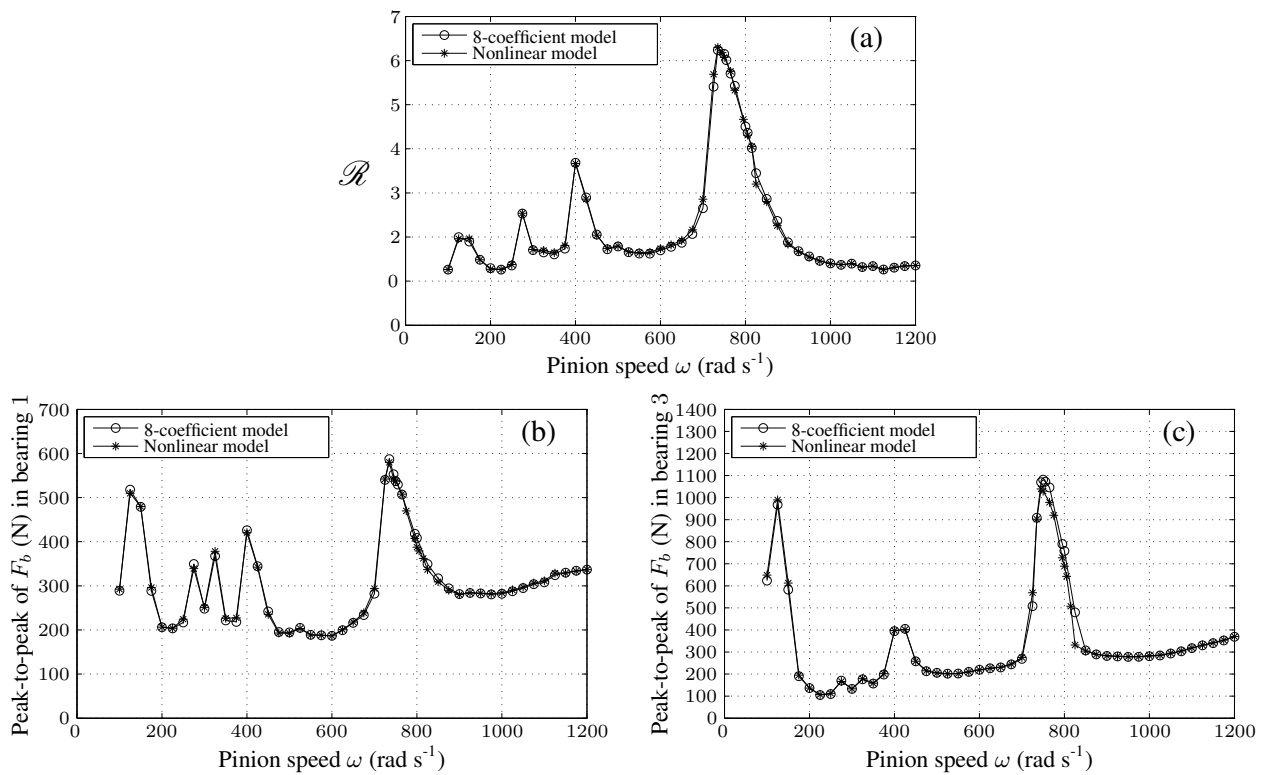 (a)
8-coefficient model
Nonlinear model
ℛ
7
6
5
4
3
2
0
0
0 200 400 600 800 1000 1200
Pinion speed ω (rad s-1)
(b)
8-coefficient model
Nonlinear model
Peak-to-peak of Fb (N) in bearing 1
700
600
500
400
300
200
100
0
0 200 400 600 800 1000 1200
Pinion speed ω (rad s-1)
(c)
8-coefficient model
Nonlinear model
Peak-to-peak of Fb (N) in bearing 3
1400
1300
1200
1100
1000
900
800
700
600
500
400
300
200
100
0
0 200 400 600 800 1000 1200
Pinion speed ω (rad s-1)